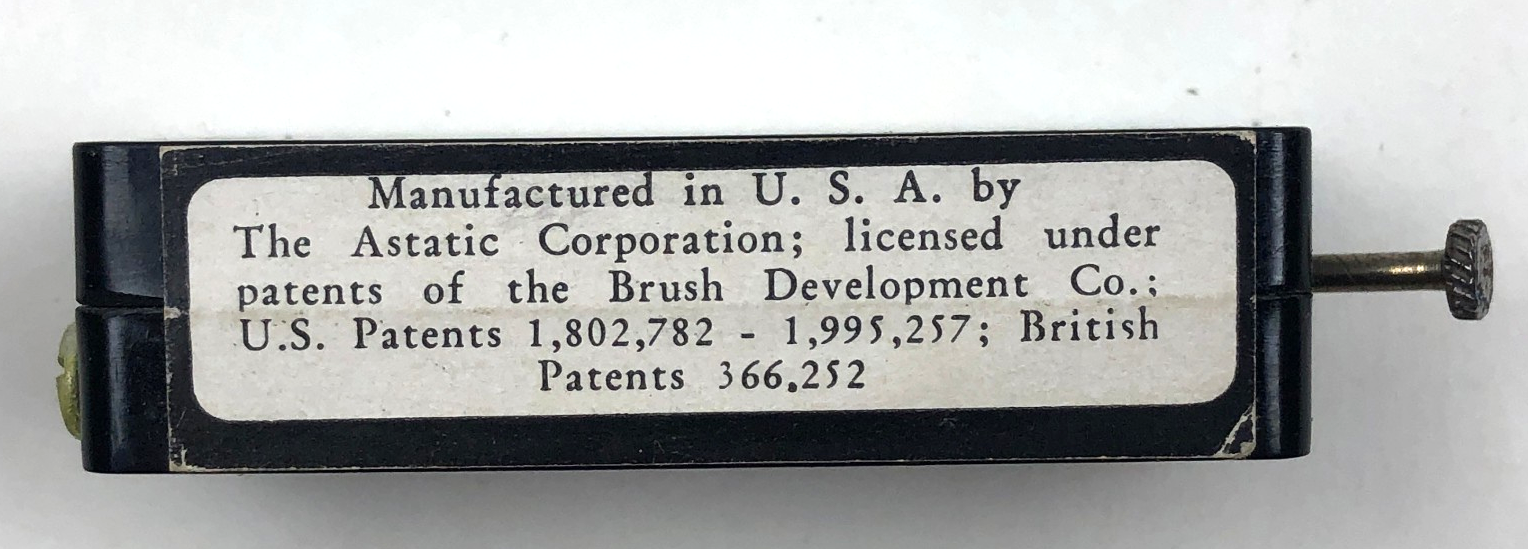 Manufactured in U. S. A. by
The Astatic Corporation; licensed under
patents of the Brush Development Co.;
U.S. Patents 1,802,782 - 1,995,257; British
Patents 366,252